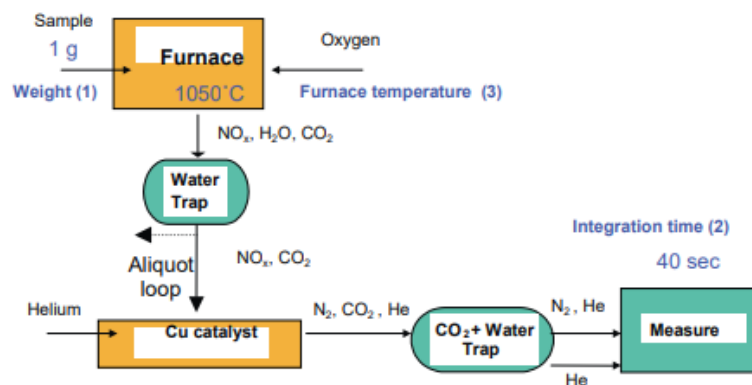 Sample
1 g
Weight (1)
Furnace
1050˚C
Oxygen
Furnace temperature (3)
NOₓ, H₂O, CO₂
Water
Trap
Aliquot
loop
NOₓ, CO₂
Helium
Cu catalyst
N₂, CO₂ , He
CO₂+ Water
Trap
N₂ , He
He
Integration time (2)
40 sec
Measure